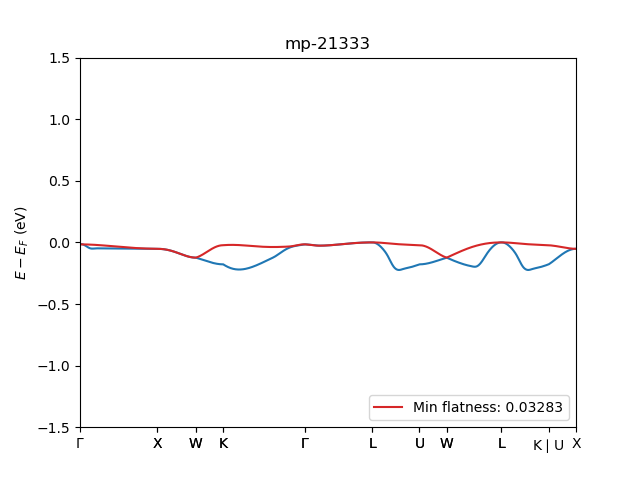 mp-21333
1.5
1.0
0.5
0.0
−0.5
−1.0
−1.5
E − E_F (eV)
Min flatness: 0.03283
Γ X W K Γ L U W L K | U X